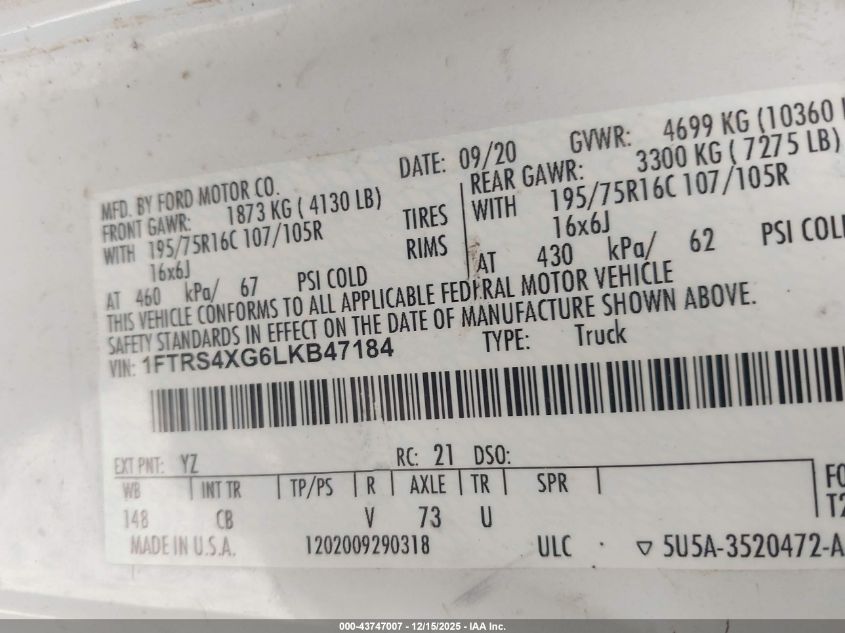 MFD. BY FORD MOTOR CO. DATE: 09/20 GVWR: 4699 KG (10360
FRONT GAWR: 1873 KG ( 4130 LB) REAR GAWR: 3300 KG ( 7275 LB)
WITH 195/75R16C 107/105R TIRES WITH 195/75R16C 107/105R
16x6J RIMS 16x6J
AT 460 kPa/ 67 PSI COLD AT 430 kPa/ 62 PSI COL
THIS VEHICLE CONFORMS TO ALL APPLICABLE FEDERAL MOTOR VEHICLE
SAFETY STANDARDS IN EFFECT ON THE DATE OF MANUFACTURE SHOWN ABOVE.
VIN: 1FTRS4XG6LKB47184 TYPE: Truck
EXT PNT: YZ RC: 21 DSO:
WB INT TR TP/PS R AXLE TR SPR FO
148 CB V 73 U T2
MADE IN U.S.A. 1202009290318 ULC 5U5A-3520472-A
000-43747007 - 12/15/2025 - IAA Inc.